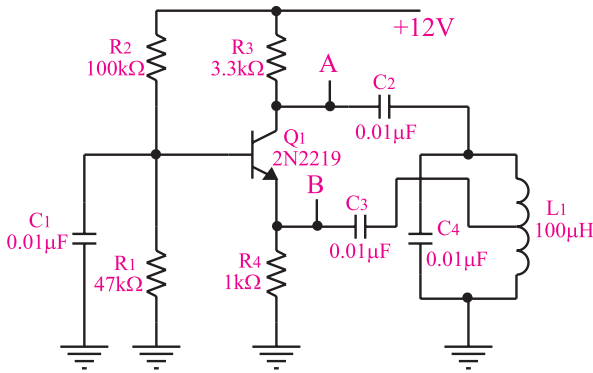 +12V
R2
100kΩ
R3
3.3kΩ
A
C2
0.01µF
Q1
2N2219
B
C3
0.01µF
C1
0.01µF
R1
47kΩ
R4
1kΩ
C4
0.01µF
L1
100µH